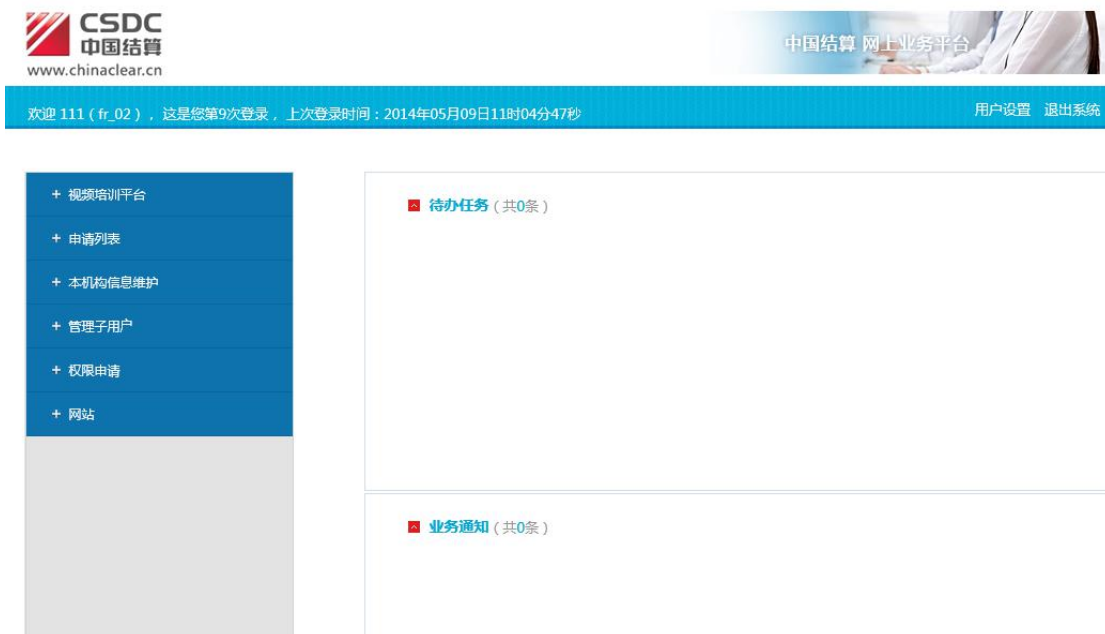 CSDC
中国结算
www.chinaclear.cn
中国结算 网上业务平台
欢迎 111（fr_02），这是您第9次登录，上次登录时间：2014年05月09日11时04分47秒
用户设置 退出系统
+ 视频培训平台
+ 申请列表
+ 本机构信息维护
+ 管理子用户
+ 权限申请
+ 网站
待办任务（共0条）
业务通知（共0条）